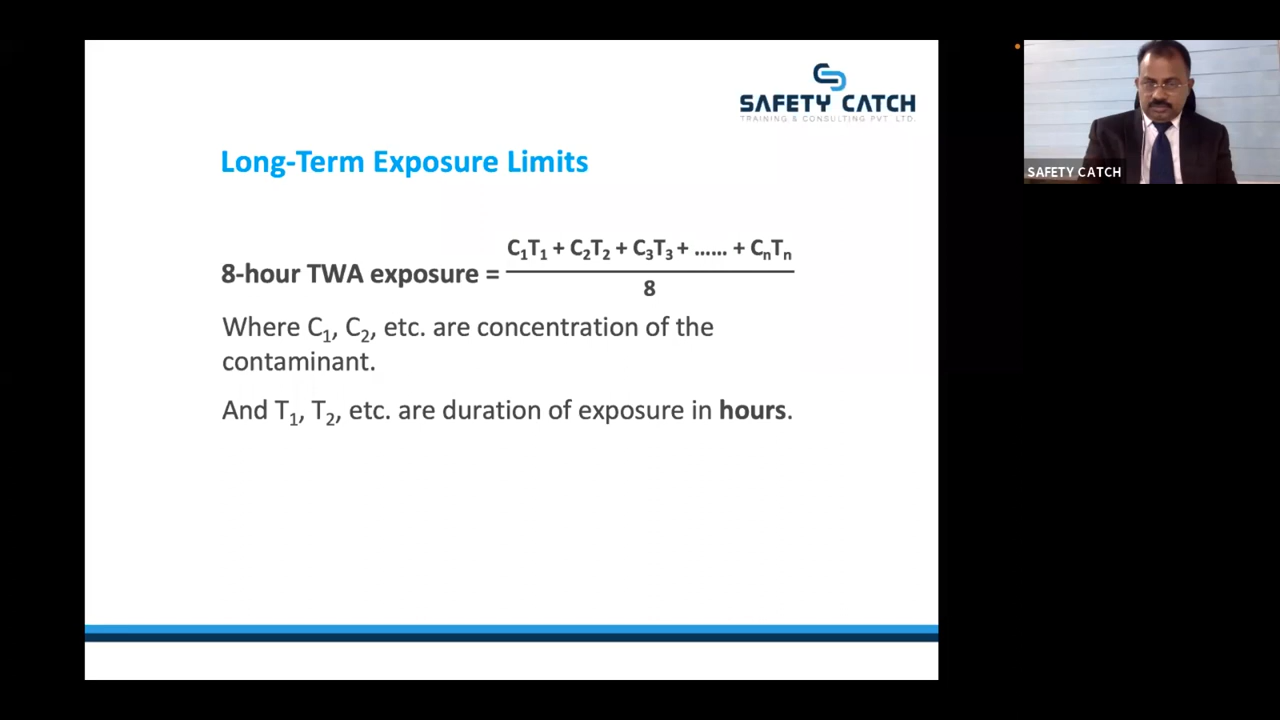 SAFETY CATCH
TRAINING & CONSULTING PVT. LTD.
Long-Term Exposure Limits
8-hour TWA exposure = C₁T₁ + C₂T₂ + C₃T₃ + ...... + CₙTₙ
8
Where C₁, C₂, etc. are concentration of the
contaminant.
And T₁, T₂, etc. are duration of exposure in hours.
SAFETY CATCH